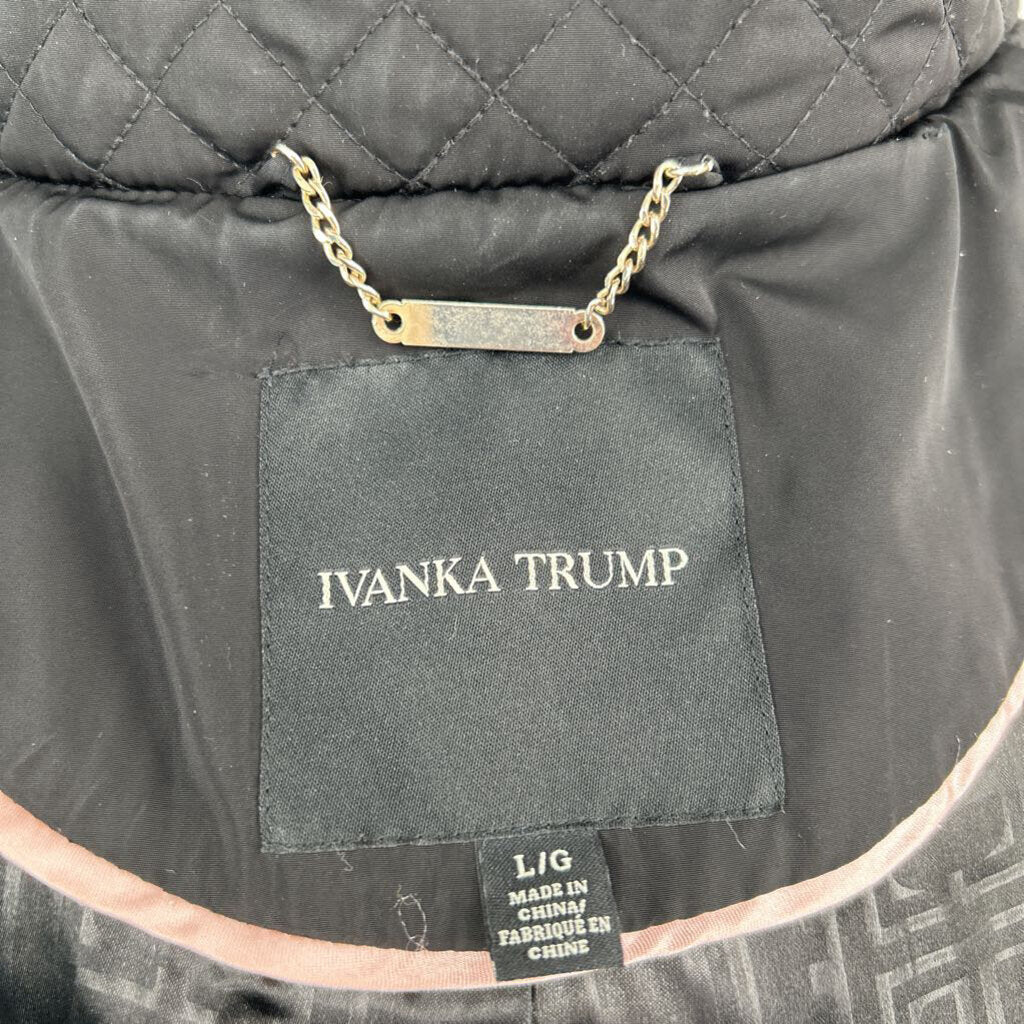 IVANKA TRUMP
L/G
MADE IN
CHINA/
FABRIQUÉ EN
CHINE